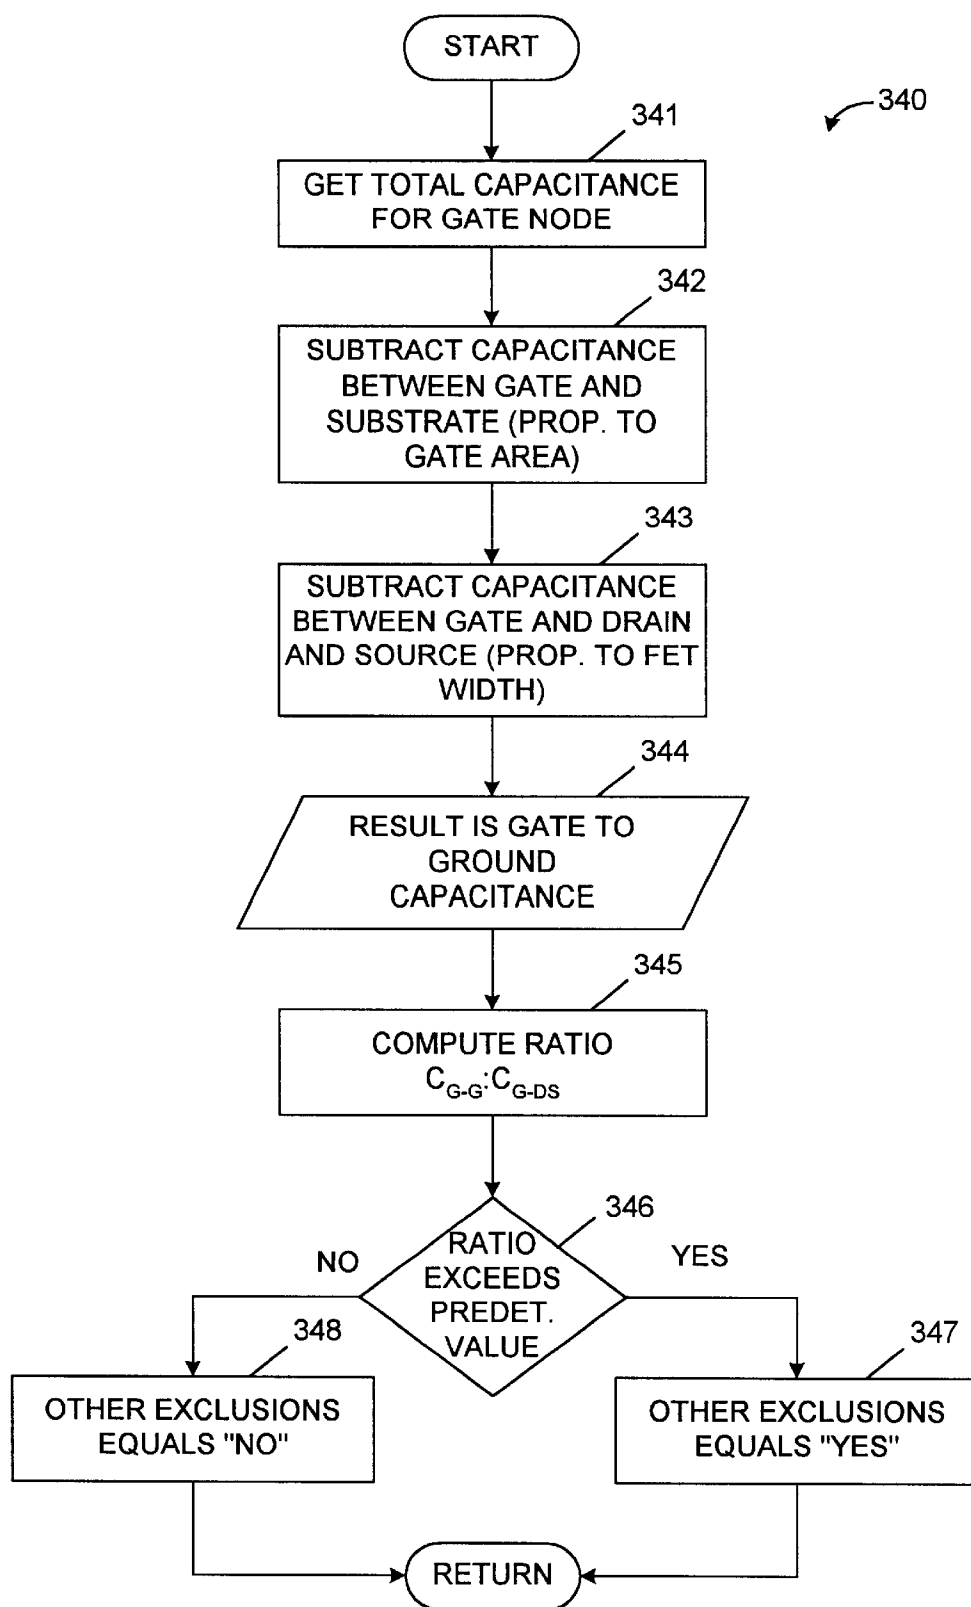 START
340
341
GET TOTAL CAPACITANCE
FOR GATE NODE
342
SUBTRACT CAPACITANCE
BETWEEN GATE AND
SUBSTRATE (PROP. TO
GATE AREA)
343
SUBTRACT CAPACITANCE
BETWEEN GATE AND DRAIN
AND SOURCE (PROP. TO FET
WIDTH)
344
RESULT IS GATE TO
GROUND
CAPACITANCE
345
COMPUTE RATIO
C_{G-G}:C_{G-DS}
346
RATIO
EXCEEDS
PREDET.
VALUE
NO
YES
348
OTHER EXCLUSIONS
EQUALS "NO"
347
OTHER EXCLUSIONS
EQUALS "YES"
RETURN